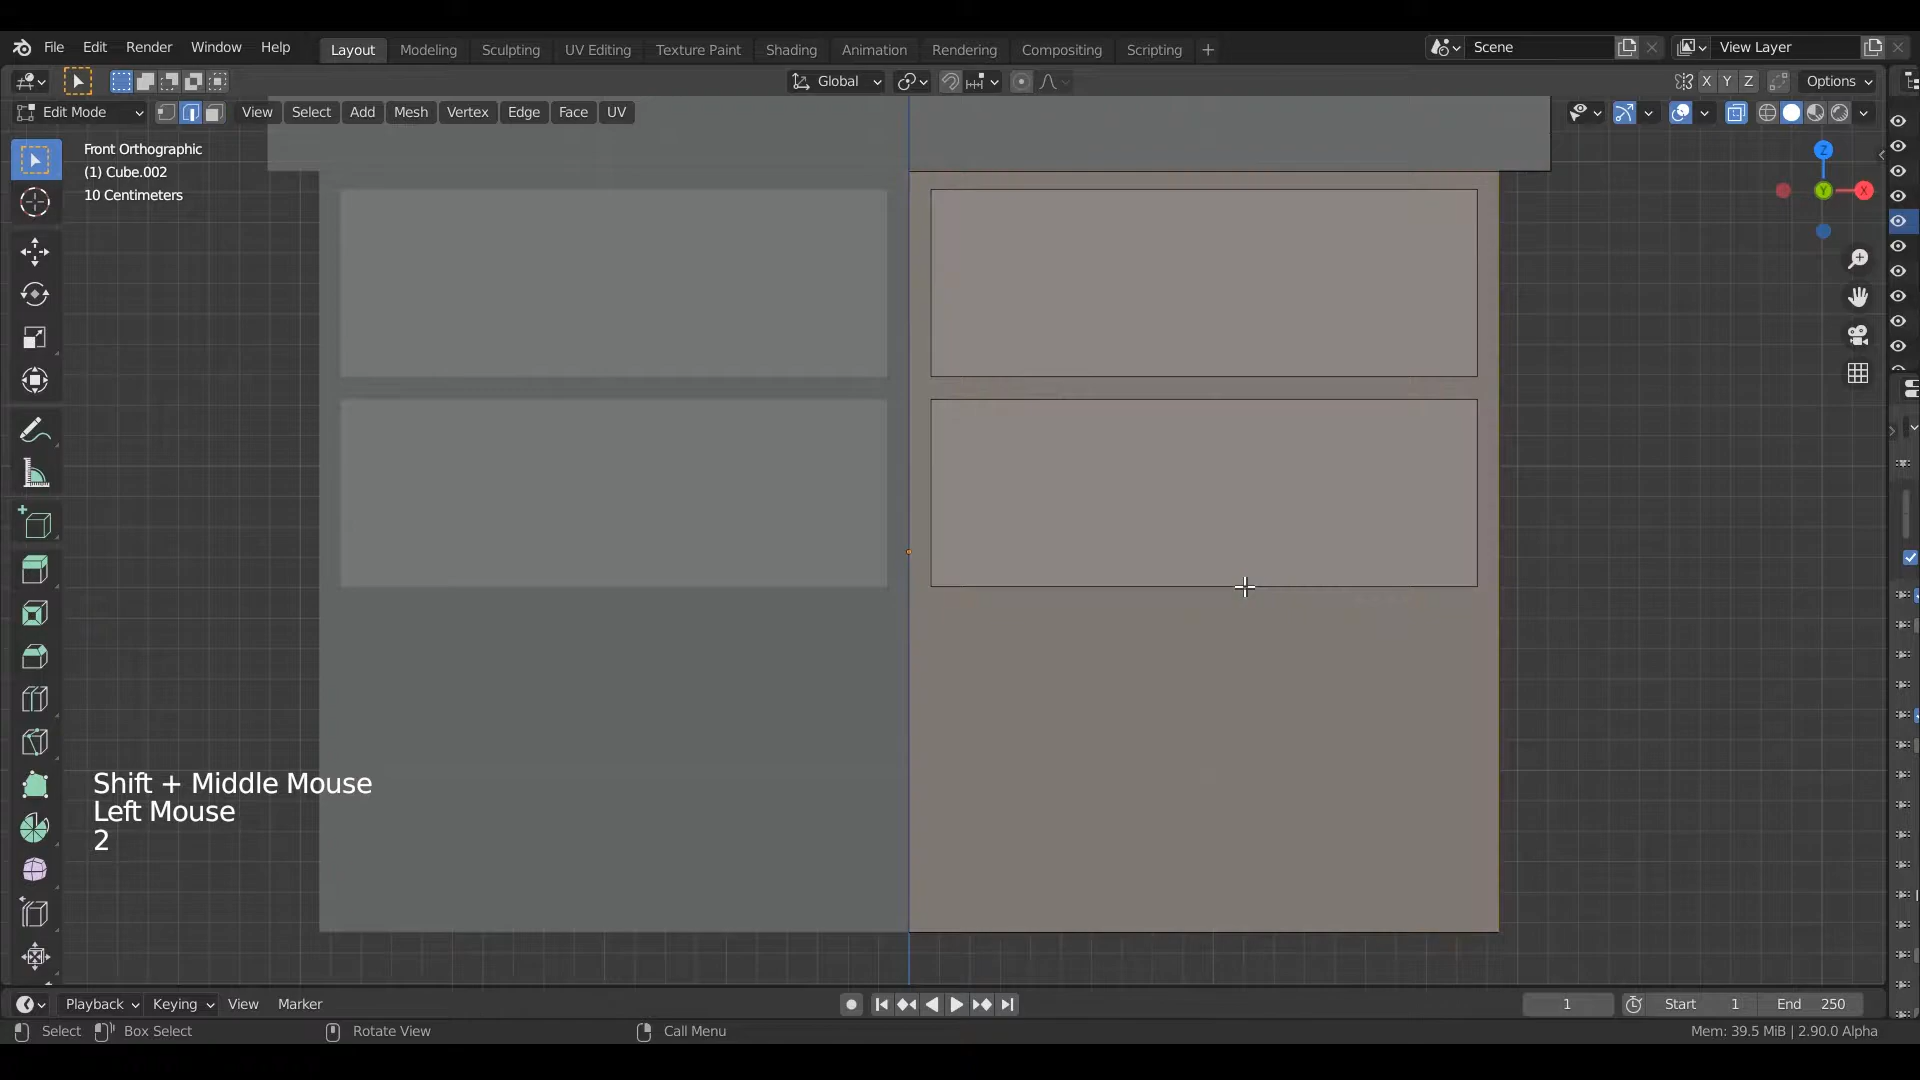 File Edit Render Window Help Layout Modeling Sculpting UV Editing Texture Paint Shading Animation Rendering Compositing Scripting + Scene View Layer
Global X Y Z Options
Edit Mode View Select Add Mesh Vertex Edge Face UV
Front Orthographic
(1) Cube.002
10 Centimeters
Z
Y
X
Shift + Middle Mouse
Left Mouse
2
Playback Keying View Marker 1 Start 1 End 250
Select Box Select Rotate View Call Menu Mem: 39.5 MiB | 2.90.0 Alpha